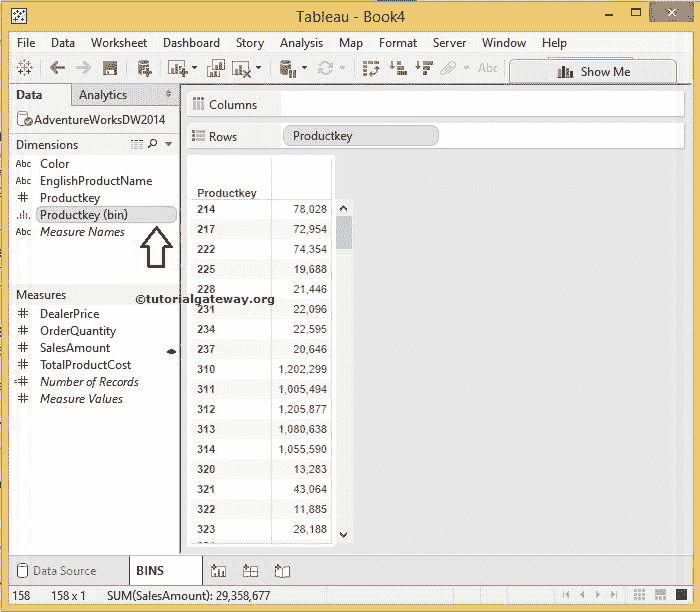 Tableau - Book4
File Data Worksheet Dashboard Story Analysis Map Format Server Window Help
Abc
Show Me
Data Analytics
Columns
AdventureWorksDW2014
Rows Productkey
Dimensions
Abc Color
Abc EnglishProductName
# Productkey
Productkey (bin)
Abc Measure Names
Measures
# DealerPrice
# OrderQuantity
# SalesAmount
# TotalProductCost
=# Number of Records
# Measure Values
Productkey
214 78,028
217 72,954
222 74,354
225 19,688
228 21,446
©tutorialgateway.org
231 22,096
234 22,595
237 20,646
310 1,202,299
311 1,005,494
312 1,205,877
313 1,080,638
314 1,055,590
320 13,283
321 43,064
322 11,885
323 28,188
Data Source BINS
158 158 x 1 SUM(SalesAmount): 29,358,677